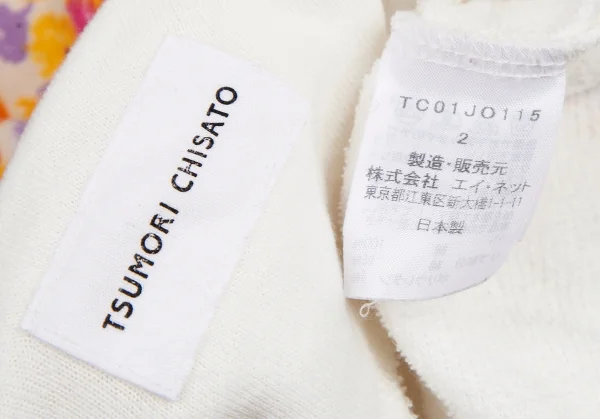 TSUMORI CHISATO
TC01JO115
2
製造・販売元
株式会社 エイ・ネット
東京都江東区新大橋1-1-11
日本製